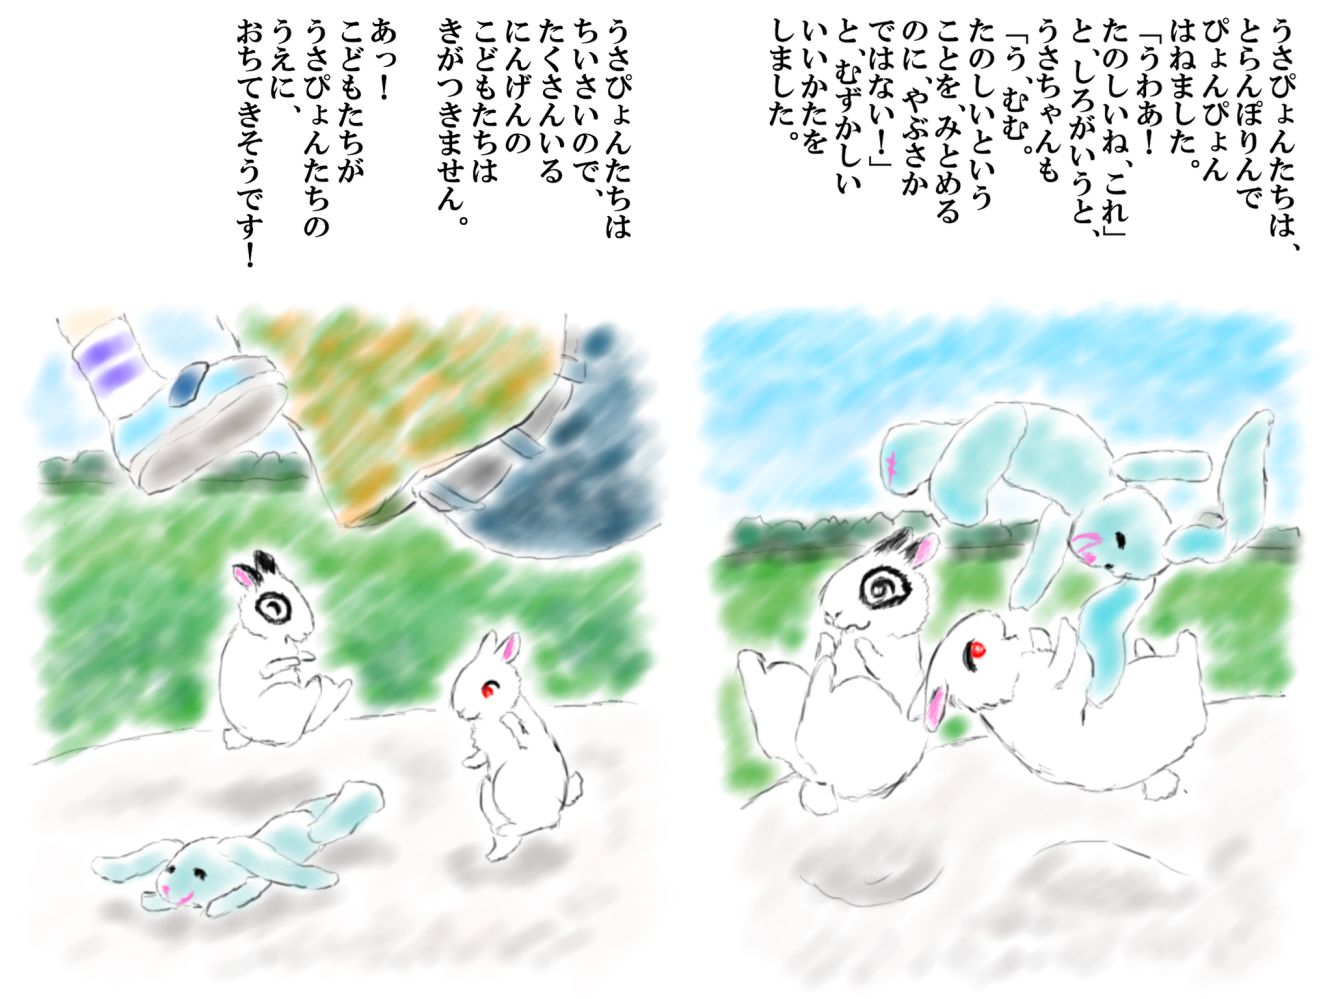 うさぴょんたちは、
とらんぽりんで
ぴょんぴょん
はねました。
「うわあ！
たのしいね、これ」
と、しろがいうと、
うさちゃんも
「う、むむ。
たのしいという
ことを、みとめる
のに、やぶさか
ではない！」
と、むずかしい
いいかたを
しました。
うさぴょんたちは
ちいさいので、
たくさんいる
にんげんの
こどもたちは
きがつきません。
あっ！
こどもたちが
うさぴょんたちの
うえに、
おちてきそうです！